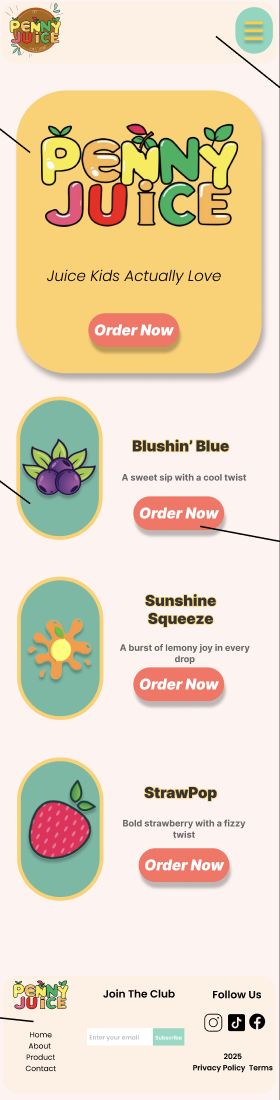 PENNY
JUICE
PENNY
JUiCE
Juice Kids Actually Love
Order Now
Blushin’ Blue
A sweet sip with a cool twist
Order Now
Sunshine
Squeeze
A burst of lemony joy in every
drop
Order Now
StrawPop
Bold strawberry with a fizzy
twist
Order Now
PENNY
JUiCE
Home
About
Product
Contact
Join The Club
Enter your email
Subscribe
Follow Us
2025
Privacy Policy Terms